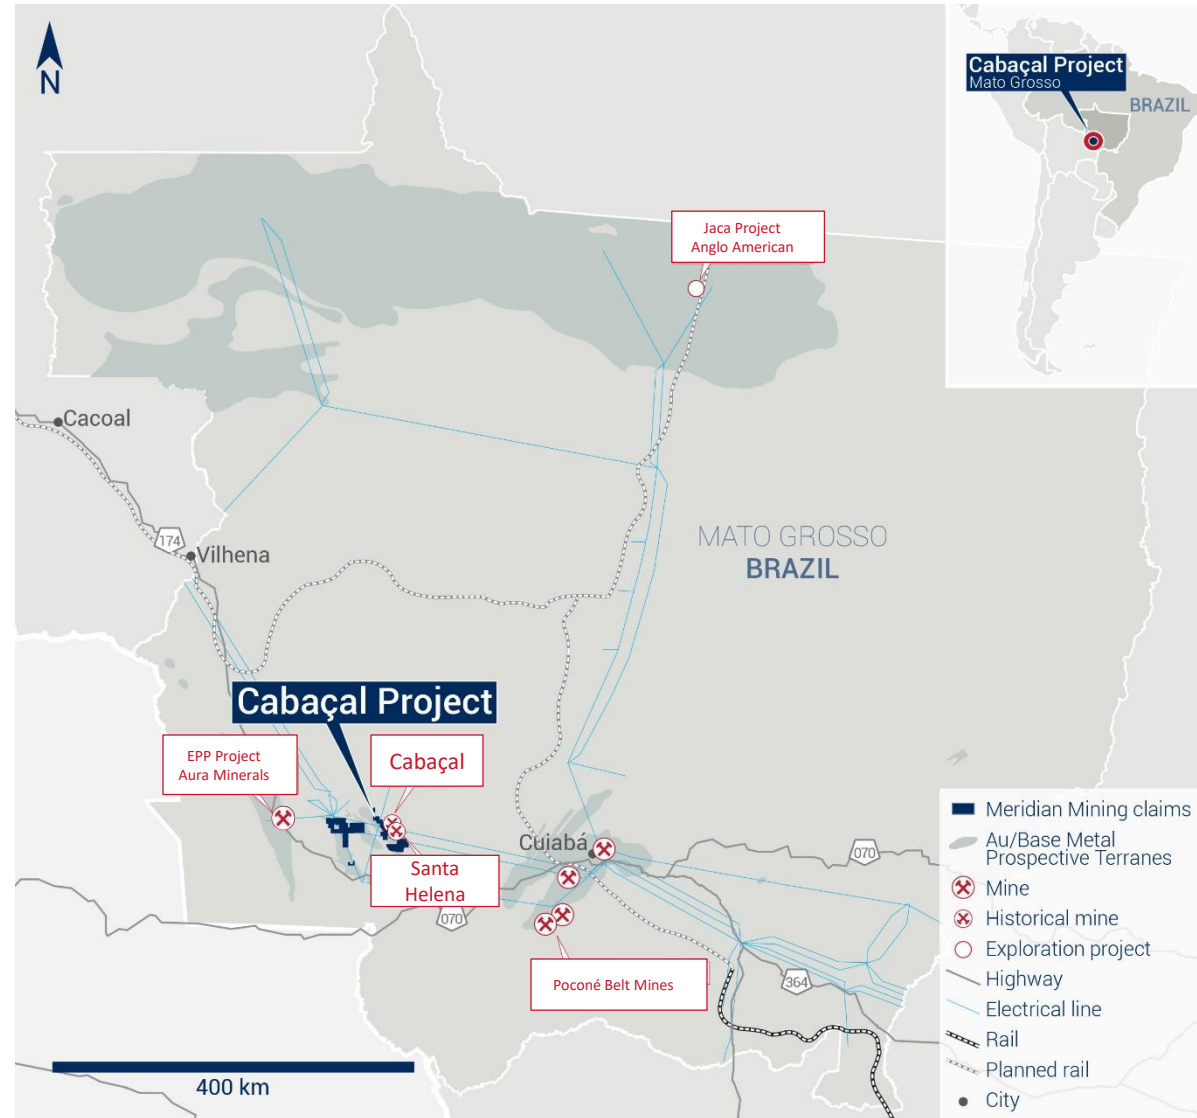 N
Cabaçal Project
Mato Grosso
BRAZIL
Jaca Project
Anglo American
Cacoal
174
Vilhena
MATO GROSSO
BRAZIL
Cabaçal Project
EPP Project
Aura Minerals
Cabaçal
Cuiabá
070
Santa
Helena
070
Poconé Belt Mines
364
400 km
Meridian Mining claims
Au/Base Metal
Prospective Terranes
Mine
Historical mine
Exploration project
Highway
Electrical line
Rail
Planned rail
City